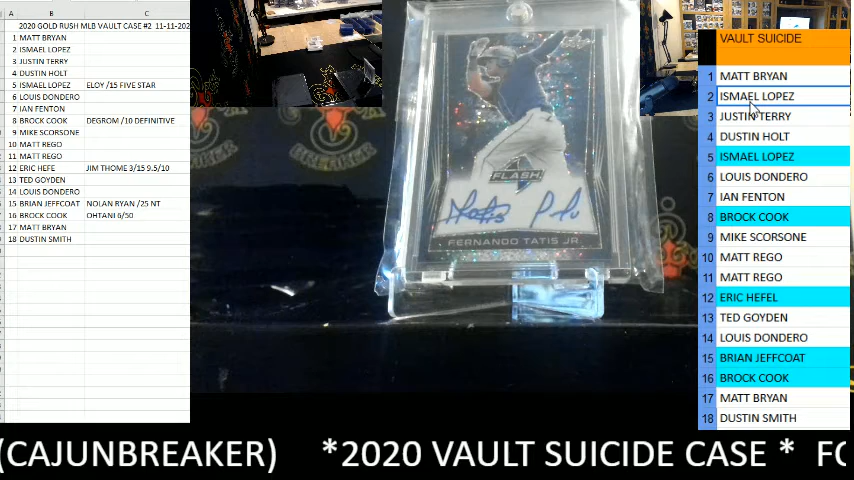 A B C
2020 GOLD RUSH MLB VAULT CASE #2 11-11-202
1 MATT BRYAN
2 ISMAEL LOPEZ
3 JUSTIN TERRY
4 DUSTIN HOLT
5 ISMAEL LOPEZ ELOY /15 FIVE STAR
6 LOUIS DONDERO
7 IAN FENTON
8 BROCK COOK DEGROM /10 DEFINITIVE
9 MIKE SCORSONE
10 MATT REGO
11 MATT REGO
12 ERIC HEFE JIM THOME 3/15 9.5/10
13 TED GOYDEN
14 LOUIS DONDERO
15 BRIAN JEFFCOAT NOLAN RYAN /25 NT
16 BROCK COOK OHTANI 6/50
17 MATT BRYAN
18 DUSTIN SMITH
BREAKER
FLASH
FERNANDO TATIS JR.
VAULT SUICIDE
1 MATT BRYAN
2 ISMAEL LOPEZ
3 JUSTIN TERRY
4 DUSTIN HOLT
5 ISMAEL LOPEZ
6 LOUIS DONDERO
7 IAN FENTON
8 BROCK COOK
9 MIKE SCORSONE
10 MATT REGO
11 MATT REGO
12 ERIC HEFEL
13 TED GOYDEN
14 LOUIS DONDERO
15 BRIAN JEFFCOAT
16 BROCK COOK
17 MATT BRYAN
18 DUSTIN SMITH
(CAJUNBREAKER) *2020 VAULT SUICIDE CASE * FO